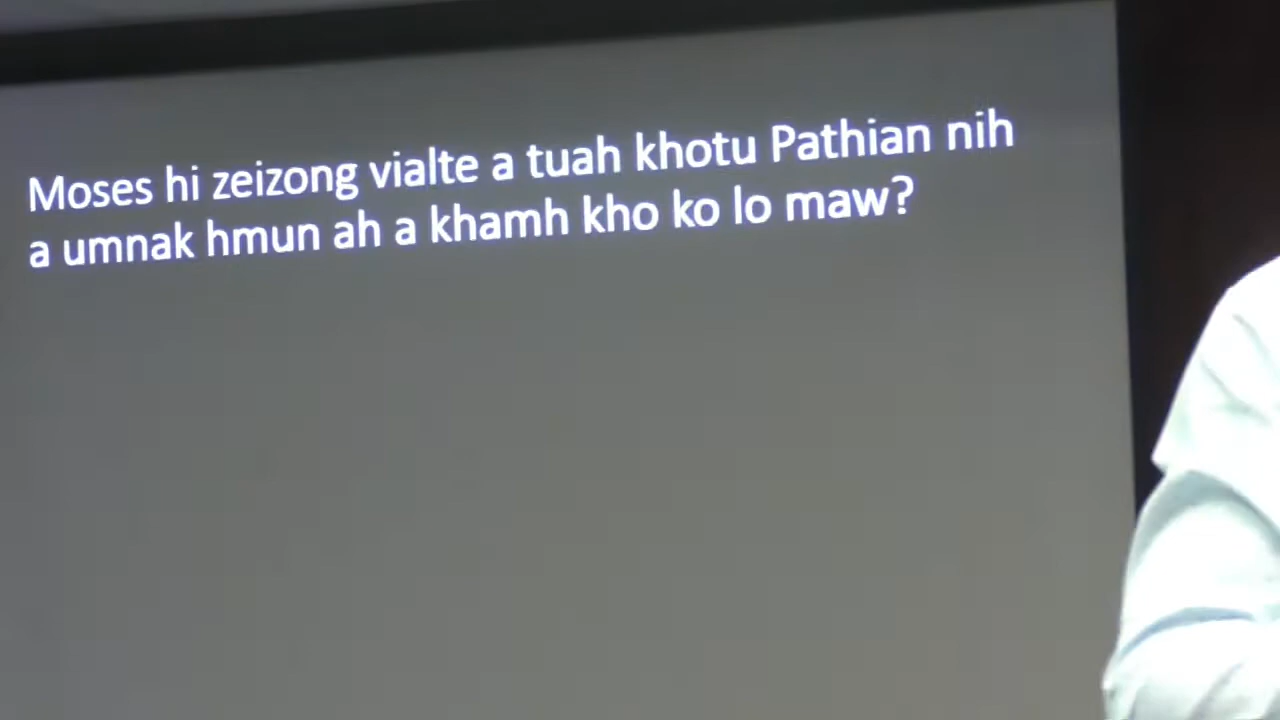 Moses hi zeizong vialte a tuah khotu Pathian nih
a umnak hmun ah a khamh kho ko lo maw?